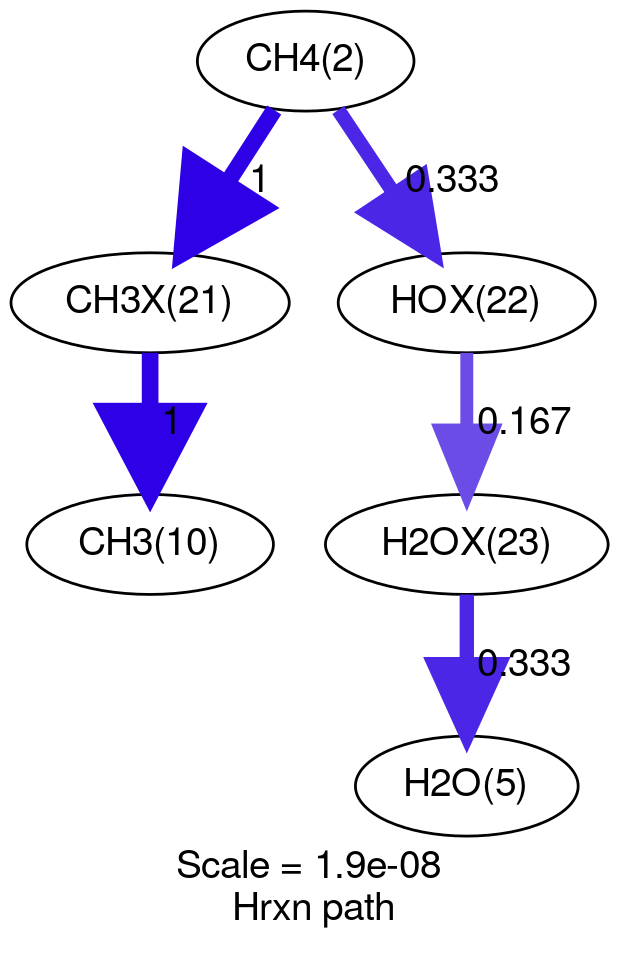 CH4(2)
1
0.333
CH3X(21)
HOX(22)
1
0.167
CH3(10)
H2OX(23)
0.333
H2O(5)
Scale = 1.9e-08
Hrxn path